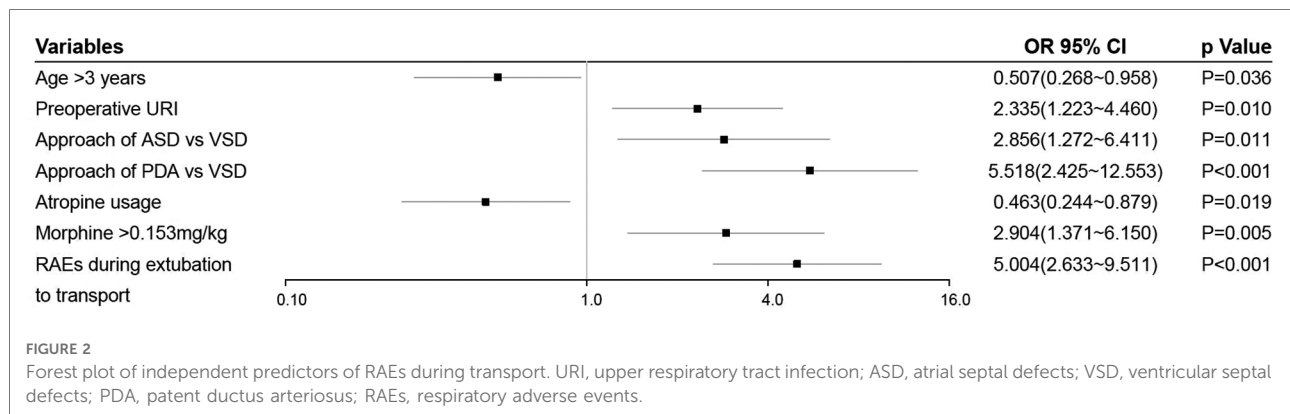 Variables OR 95% CI p Value
Age >3 years 0.507(0.268~0.958) P=0.036
Preoperative URI 2.335(1.223~4.460) P=0.010
Approach of ASD vs VSD 2.856(1.272~6.411) P=0.011
Approach of PDA vs VSD 5.518(2.425~12.553) P<0.001
Atropine usage 0.463(0.244~0.879) P=0.019
Morphine >0.153mg/kg 2.904(1.371~6.150) P=0.005
RAEs during extubation 5.004(2.633~9.511) P<0.001
to transport
0.10 1.0 4.0 16.0
FIGURE 2
Forest plot of independent predictors of RAEs during transport. URI, upper respiratory tract infection; ASD, atrial septal defects; VSD, ventricular septal
defects; PDA, patent ductus arteriosus; RAEs, respiratory adverse events.